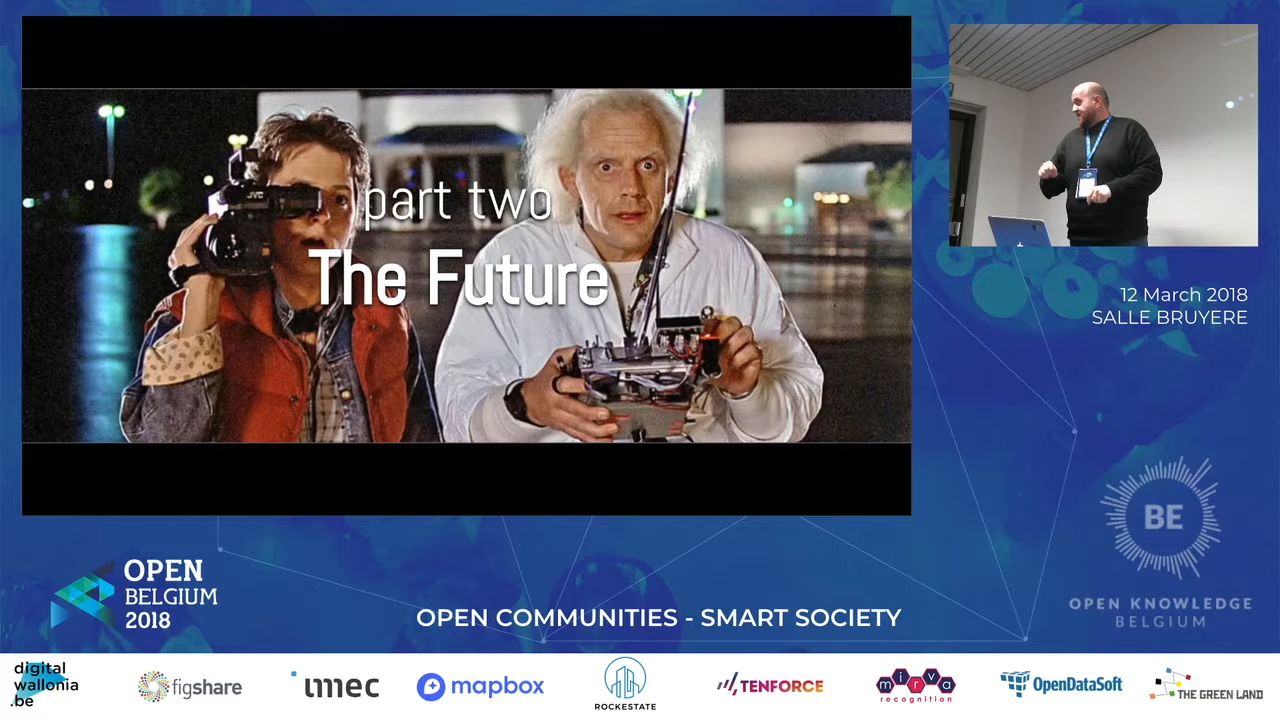 JVC
part two
The Future
12 March 2018
SALLE BRUYERE
BE
OPEN KNOWLEDGE
BELGIUM
OPEN
BELGIUM
2018
OPEN COMMUNITIES - SMART SOCIETY
digital
wallonia
.be
figshare
imec
mapbox
ROCKESTATE
TENFORCE
mirva
recognition
OpenDataSoft
THE GREEN LAND